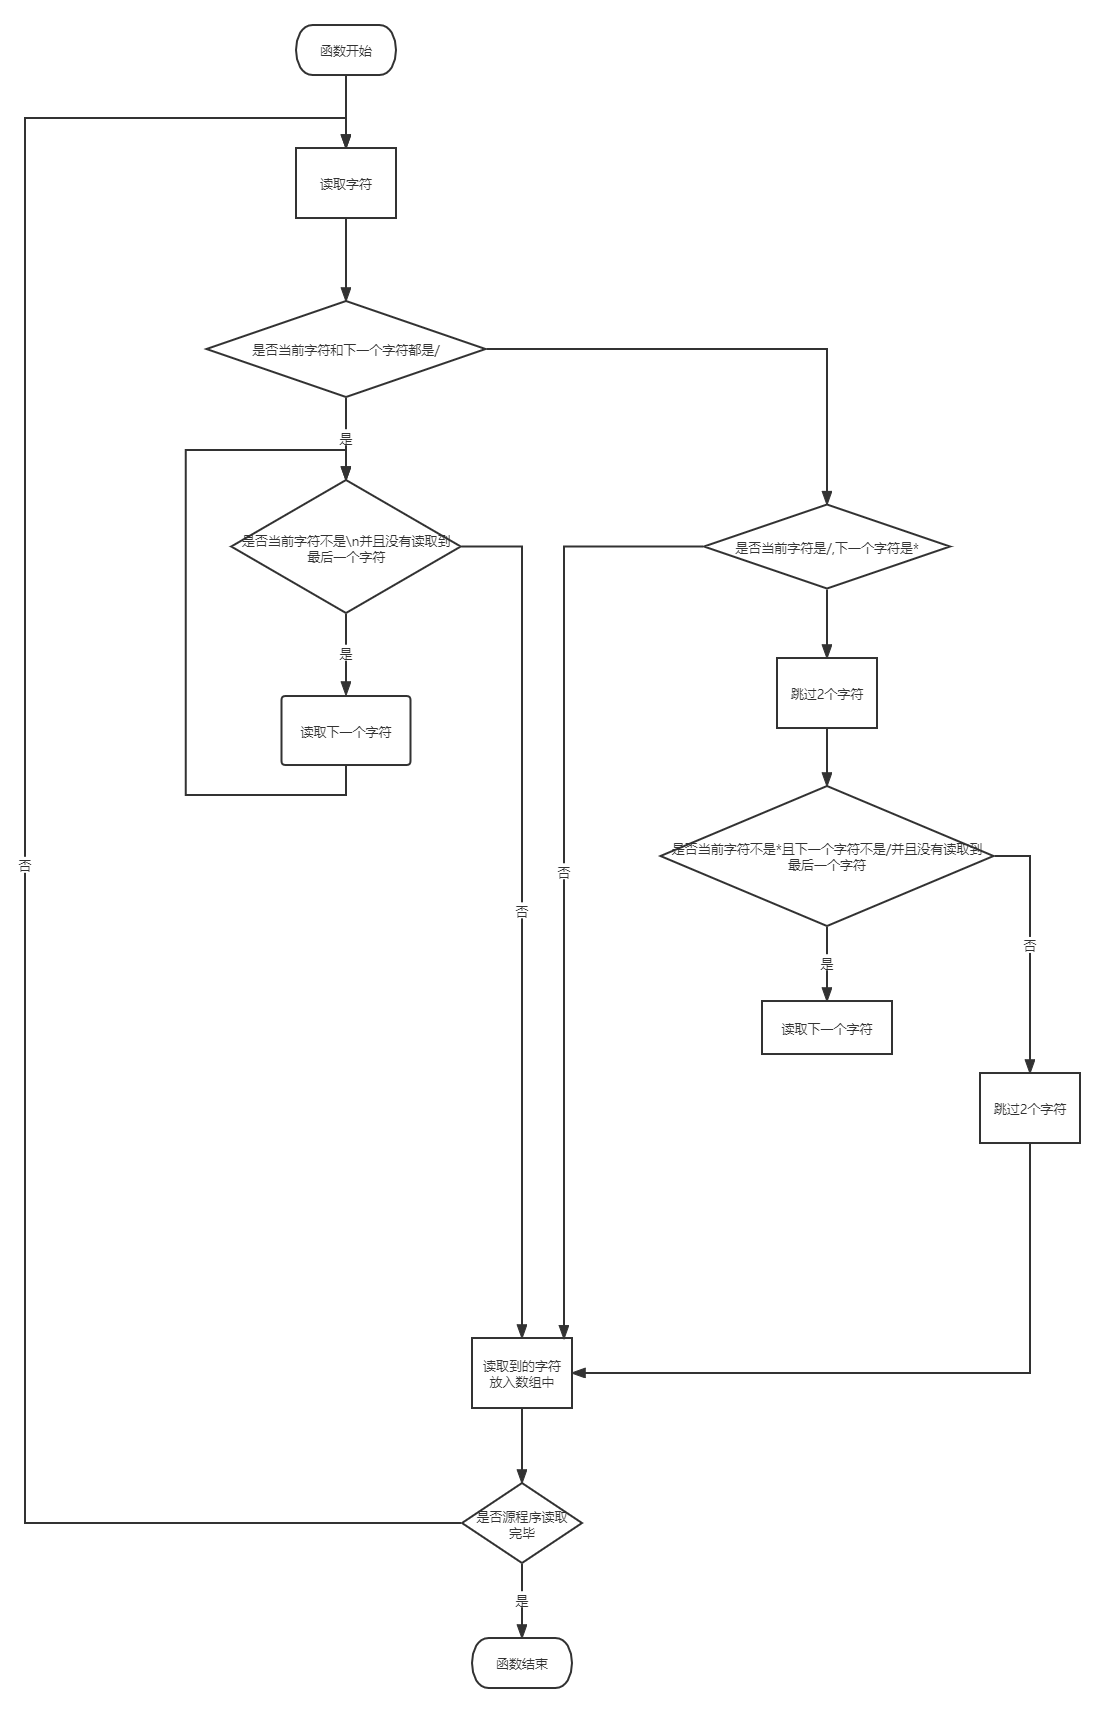 函数开始
读取字符
是否当前字符和下一个字符都是/
是
是否当前字符不是\n并且没有读取到
最后一个字符
是
读取下一个字符
否
否
否
是否当前字符是/,下一个字符是*
跳过2个字符
是否当前字符不是*且下一个字符不是/并且没有读取到
最后一个字符
是
读取下一个字符
否
跳过2个字符
读取到的字符
放入数组中
是否源程序读取
完毕
是
函数结束